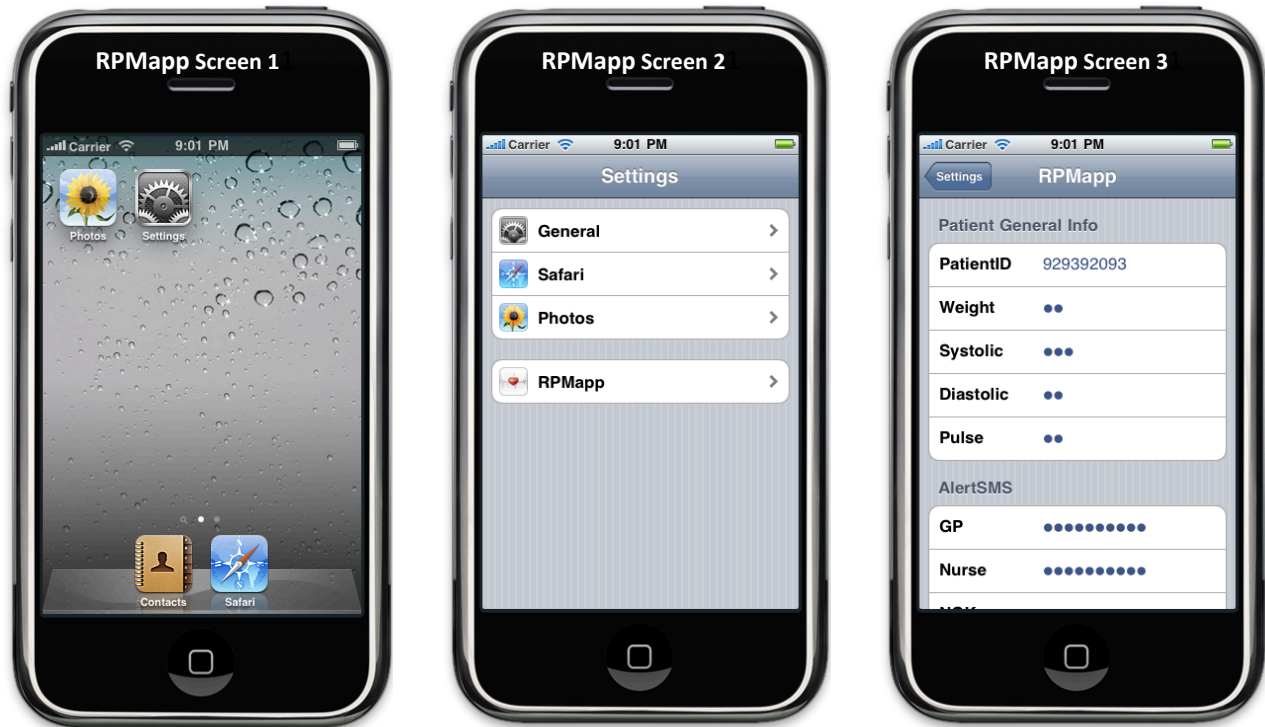 RPMapp Screen 1
Carrier 9:01 PM
Photos Settings
Contacts Safari
RPMapp Screen 2
Carrier 9:01 PM
Settings
General
Safari
Photos
RPMapp
RPMapp Screen 3
Carrier 9:01 PM
Settings RPMapp
Patient General Info
PatientID 929392093
Weight ●●
Systolic ●●●
Diastolic ●●
Pulse ●●
AlertSMS
GP ●●●●●●●●●●
Nurse ●●●●●●●●●●